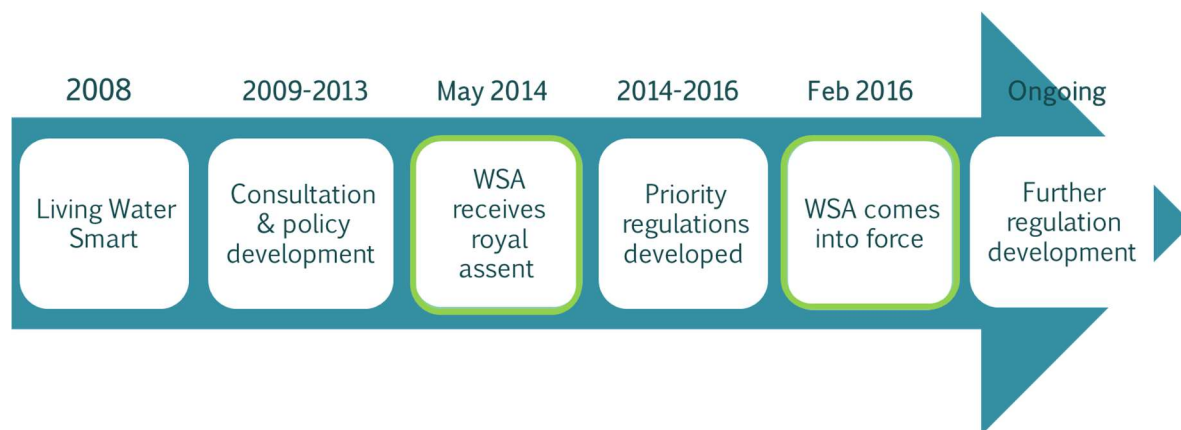 2008
2009-2013
May 2014
2014-2016
Feb 2016
Ongoing
Living Water
Smart
Consultation
& policy
development
WSA
receives
royal
assent
Priority
regulations
developed
WSA comes
into force
Further
regulation
development